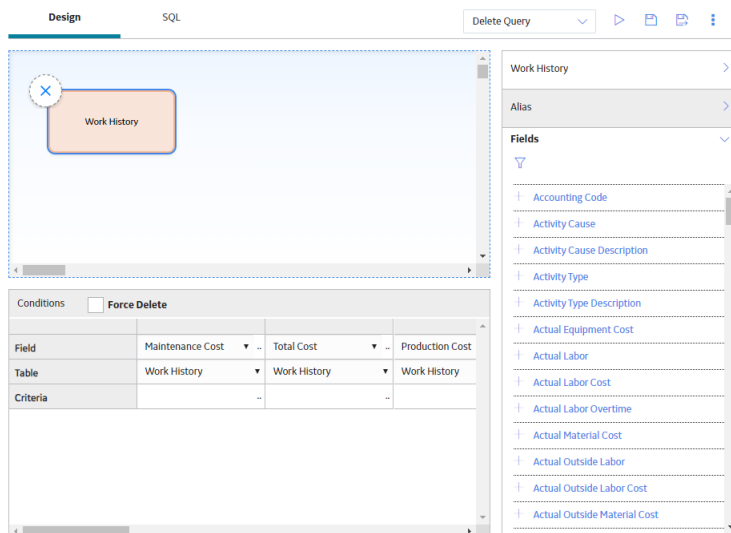 Design SQL Delete Query
Work History
Work History
Alias
Fields
Accounting Code
Activity Cause
Activity Cause Description
Activity Type
Activity Type Description
Actual Equipment Cost
Actual Labor
Actual Labor Cost
Actual Labor Overtime
Actual Material Cost
Actual Outside Labor
Actual Outside Labor Cost
Actual Outside Material Cost
Conditions Force Delete
Field Maintenance Cost .. Total Cost .. Production Cost
Table Work History Work History Work History
Criteria .. ..